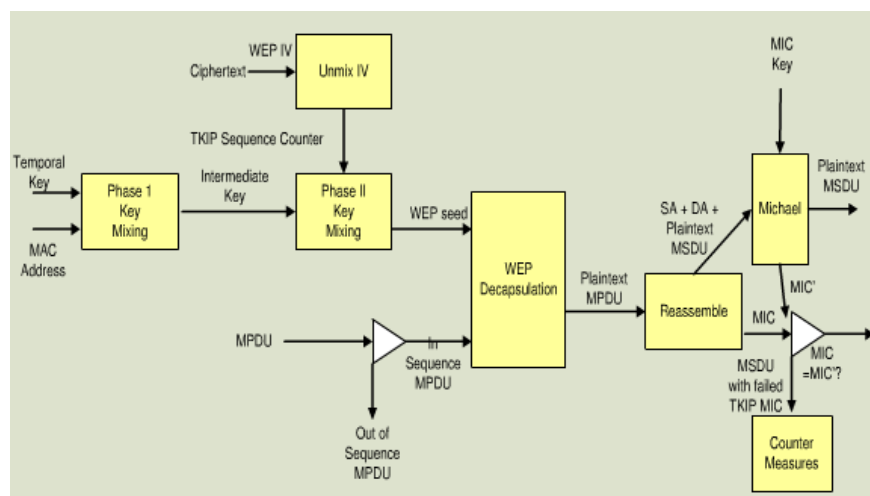 WEP IV
Ciphertext
Unmix IV
MIC
Key
TKIP Sequence Counter
Temporal
Key
MAC
Address
Phase 1
Key
Mixing
Intermediate
Key
Phase II
Key
Mixing
WEP seed
WEP
Decapsulation
SA + DA +
Plaintext
MSDU
Michael
Plaintext
MSDU
Plaintext
MPDU
Reassemble
MIC'
MIC
MPDU
In
Sequence
MPDU
Out of
Sequence
MPDU
MSDU
with failed
TKIP MIC
MIC
=MIC'?
Counter
Measures